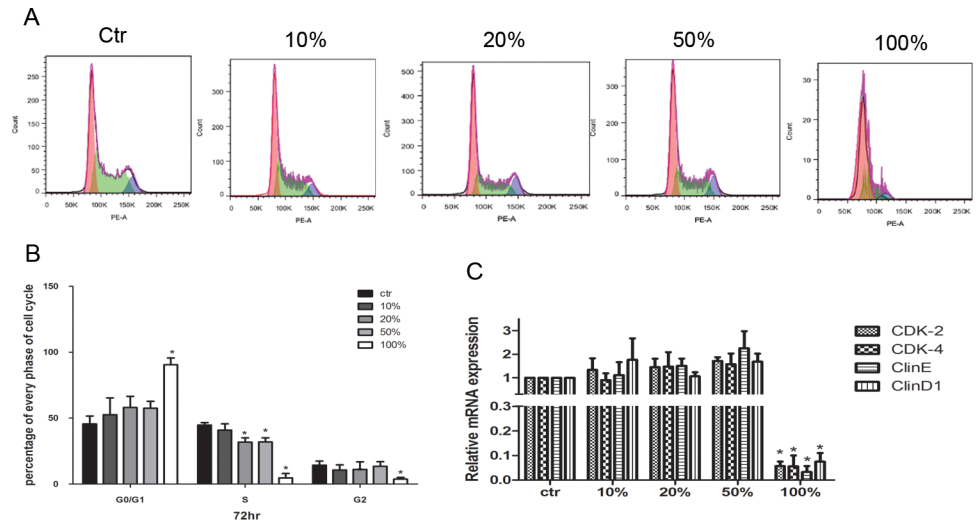 A
Ctr
10%
20%
50%
100%
250
200
150
100
50
0
Count
0 50K 100K 150K 200K 250K
PE-A
400
300
200
100
0
Count
0 50K 100K 150K 200K 250K
PE-A
500
400
300
200
100
0
Count
0 50K 100K 150K 200K 250K
PE-A
300
200
100
0
Count
0 50K 100K 150K 200K 250K
PE-A
30
20
10
0
Count
0 50K 100K 150K 200K 250K
PE-A
B
percentage of every phase of cell cycle
150
100
50
0
ctr
10%
20%
50%
100%
*
* *
*
*
G0/G1 S G2
72hr
C
Relative mRNA expression
3
2
1
0.3
0.2
0.1
0.0
CDK-2
CDK-4
ClinE
ClinD1
* * * *
ctr 10% 20% 50% 100%